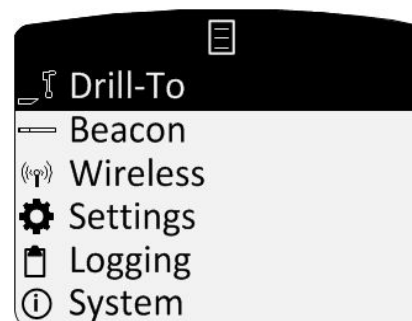 Drill-To
Beacon
Wireless
Settings
Logging
System